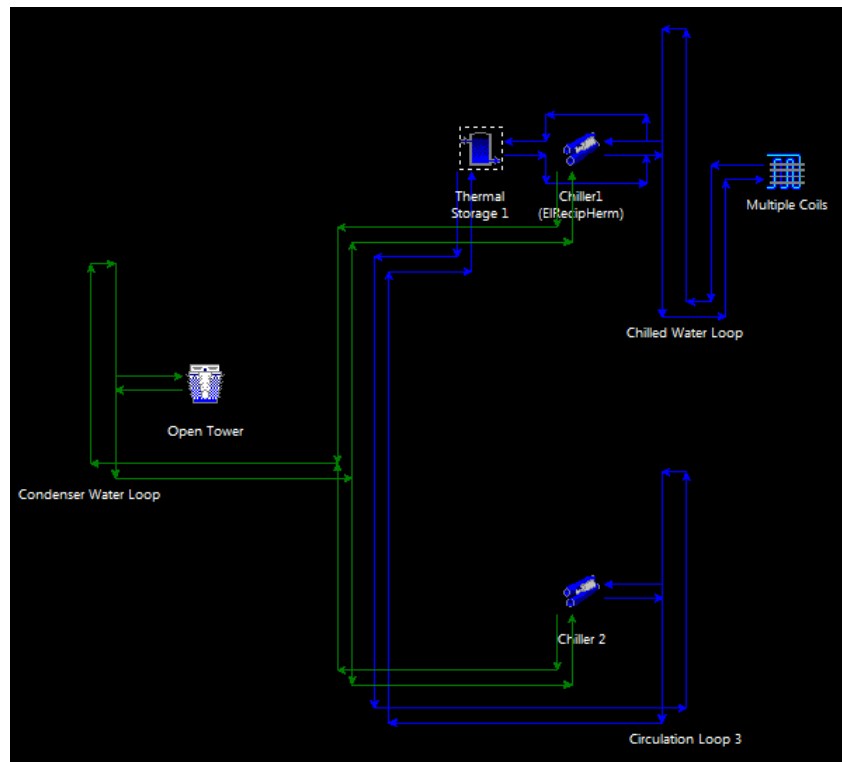 Thermal
Storage 1
Chiller1
(ElRecipHerm)
Multiple Coils
Chilled Water Loop
Open Tower
Condenser Water Loop
Chiller 2
Circulation Loop 3